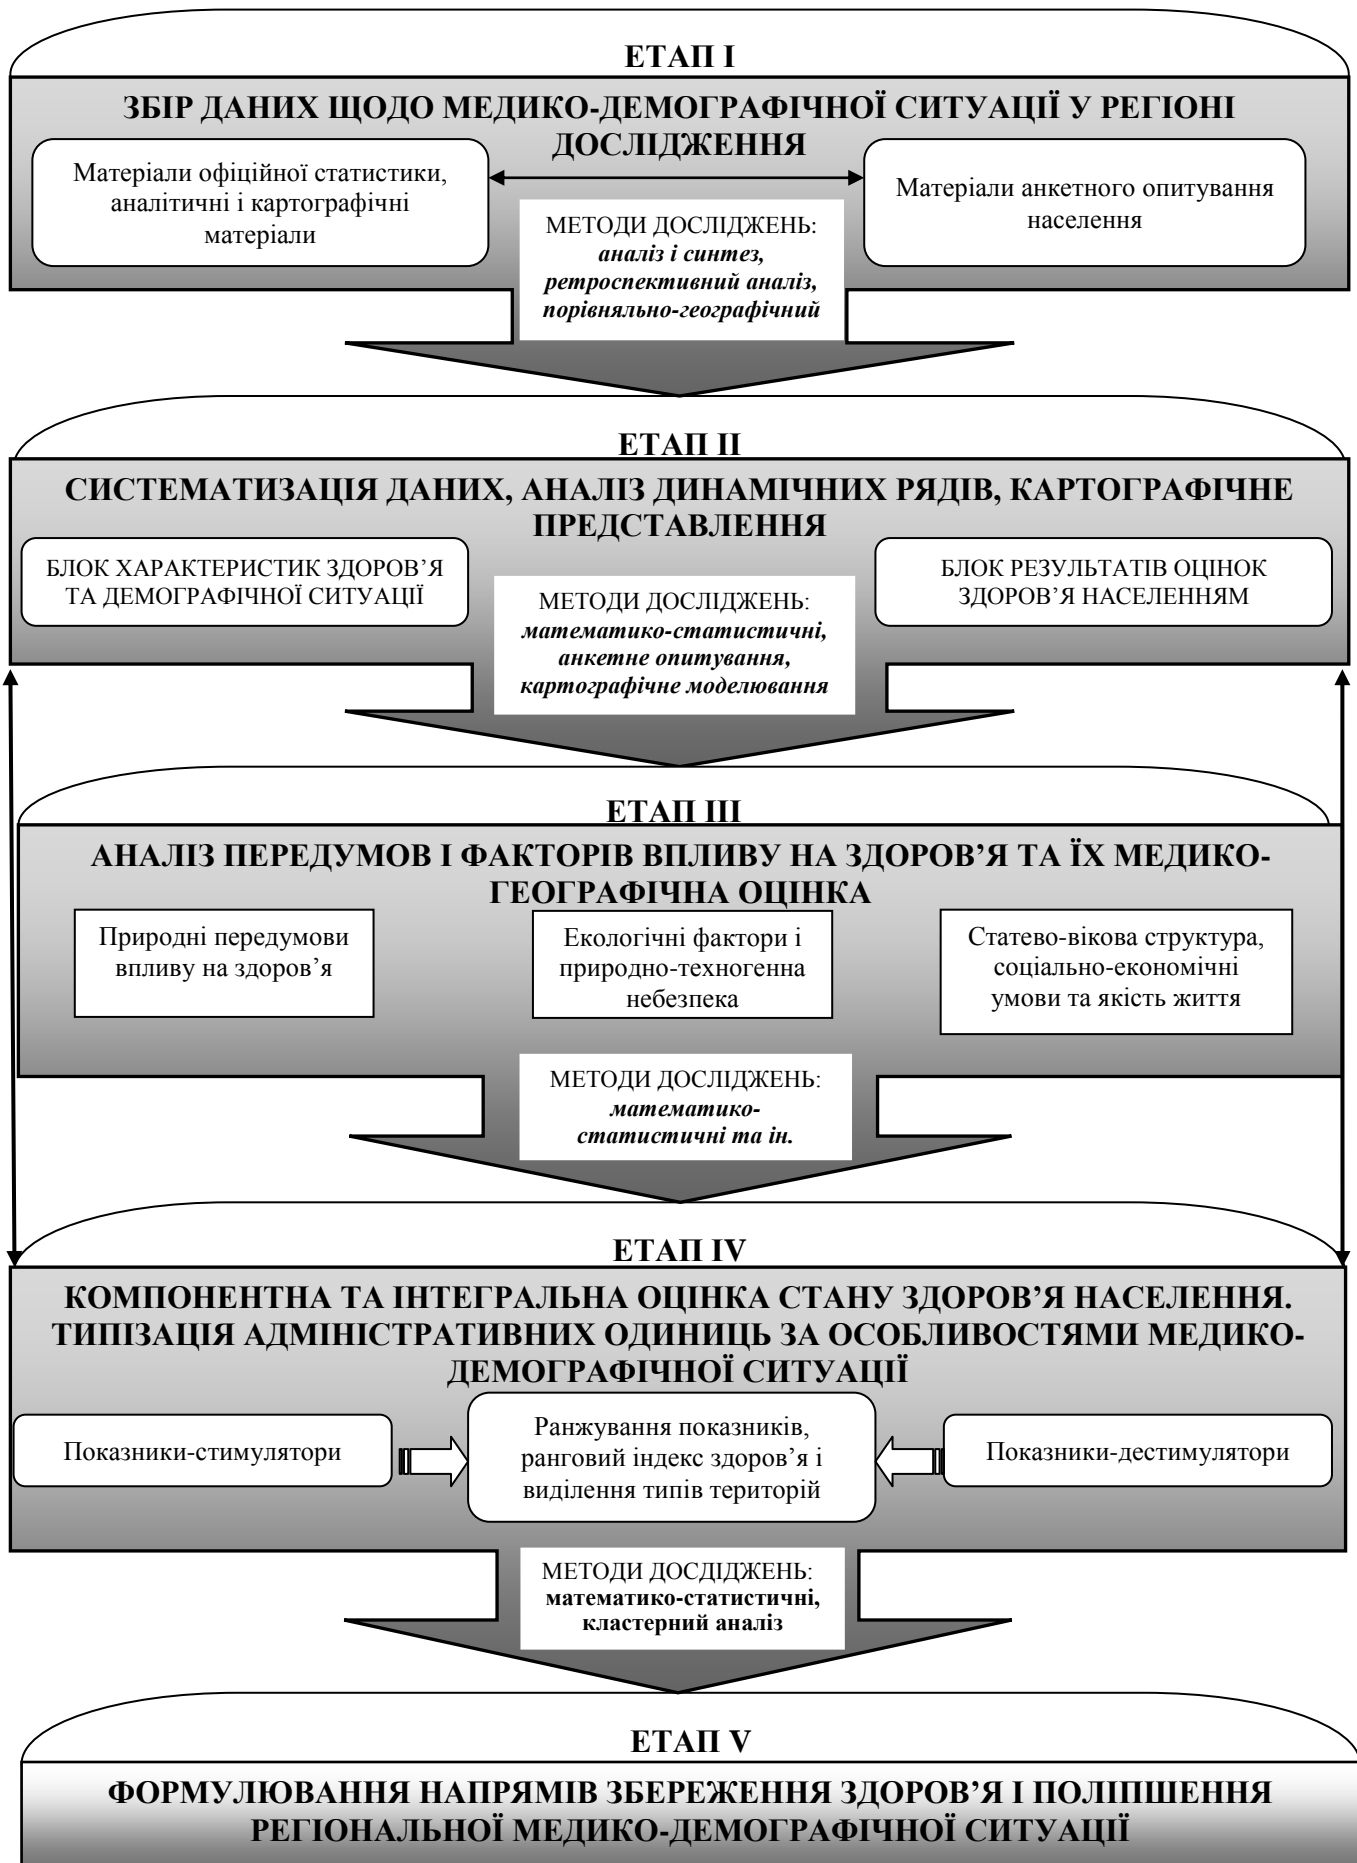 ЕТАП I
ЗБІР ДАНИХ ЩОДО МЕДИКО-ДЕМОГРАФІЧНОЇ СИТУАЦІЇ У РЕГІОНІ
ДОСЛІДЖЕННЯ
Матеріали офіційної статистики,
аналітичні і картографічні
матеріали
Матеріали анкетного опитування
населення
МЕТОДИ ДОСЛІДЖЕНЬ:
аналіз і синтез,
ретроспективний аналіз,
порівняльно-географічний
ЕТАП II
СИСТЕМАТИЗАЦІЯ ДАНИХ, АНАЛІЗ ДИНАМІЧНИХ РЯДІВ, КАРТОГРАФІЧНЕ
ПРЕДСТАВЛЕННЯ
БЛОК ХАРАКТЕРИСТИК ЗДОРОВ’Я
ТА ДЕМОГРАФІЧНОЇ СИТУАЦІЇ
БЛОК РЕЗУЛЬТАТІВ ОЦІНОК
ЗДОРОВ’Я НАСЕЛЕННЯМ
МЕТОДИ ДОСЛІДЖЕНЬ:
математико-статистичні,
анкетне опитування,
картографічне моделювання
ЕТАП III
АНАЛІЗ ПЕРЕДУМОВ І ФАКТОРІВ ВПЛИВУ НА ЗДОРОВ’Я ТА ЇХ МЕДИКО-
ГЕОГРАФІЧНА ОЦІНКА
Природні передумови
впливу на здоров’я
Екологічні фактори і
природно-техногенна
небезпека
Статево-вікова структура,
соціально-економічні
умови та якість життя
МЕТОДИ ДОСЛІДЖЕНЬ:
математико-
статистичні та ін.
ЕТАП IV
КОМПОНЕНТНА ТА ІНТЕГРАЛЬНА ОЦІНКА СТАНУ ЗДОРОВ’Я НАСЕЛЕННЯ.
ТИПІЗАЦІЯ АДМІНІСТРАТИВНИХ ОДИНИЦЬ ЗА ОСОБЛИВОСТЯМИ МЕДИКО-
ДЕМОГРАФІЧНОЇ СИТУАЦІЇ
Показники-стимулятори
Ранжування показників,
ранговий індекс здоров’я і
виділення типів територій
Показники-дестимулятори
МЕТОДИ ДОСДІДЖЕНЬ:
математико-статистичні,
кластерний аналіз
ЕТАП V
ФОРМУЛЮВАННЯ НАПРЯМІВ ЗБЕРЕЖЕННЯ ЗДОРОВ’Я І ПОЛІПШЕННЯ
РЕГІОНАЛЬНОЇ МЕДИКО-ДЕМОГРАФІЧНОЇ СИТУАЦІЇ